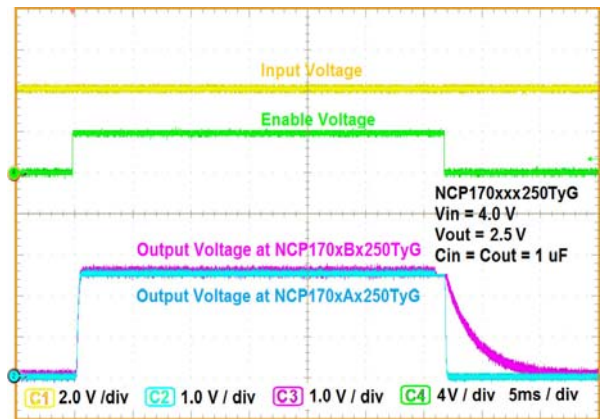 Input Voltage
Enable Voltage
NCP170xxx250TyG
Vin = 4.0 V
Vout = 2.5 V
Cin = Cout = 1 uF
Output Voltage at NCP170xBx250TyG
Output Voltage at NCP170xAx250TyG
C1 2.0 V / div C2 1.0 V / div C3 1.0 V / div C4 4V / div 5ms / div